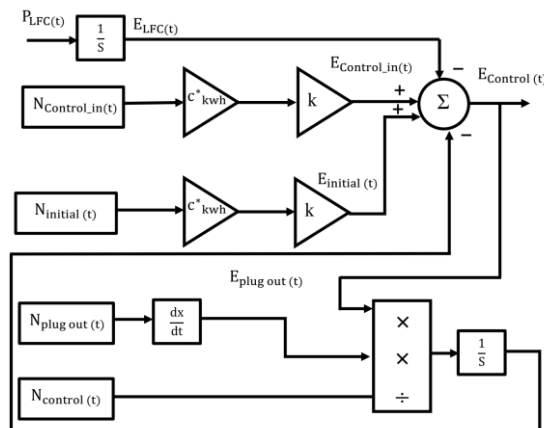 P_LFC(t)
1/S
E_LFC(t)
−
N_Control_in(t)
c*_kwh
k
E_Control_in(t)
+
+
Σ
E_Control (t)
−
N_initial (t)
c*_kwh
k
E_initial (t)
E_plug out (t)
N_plug out (t)
dx/dt
×
×
÷
1/S
N_control (t)